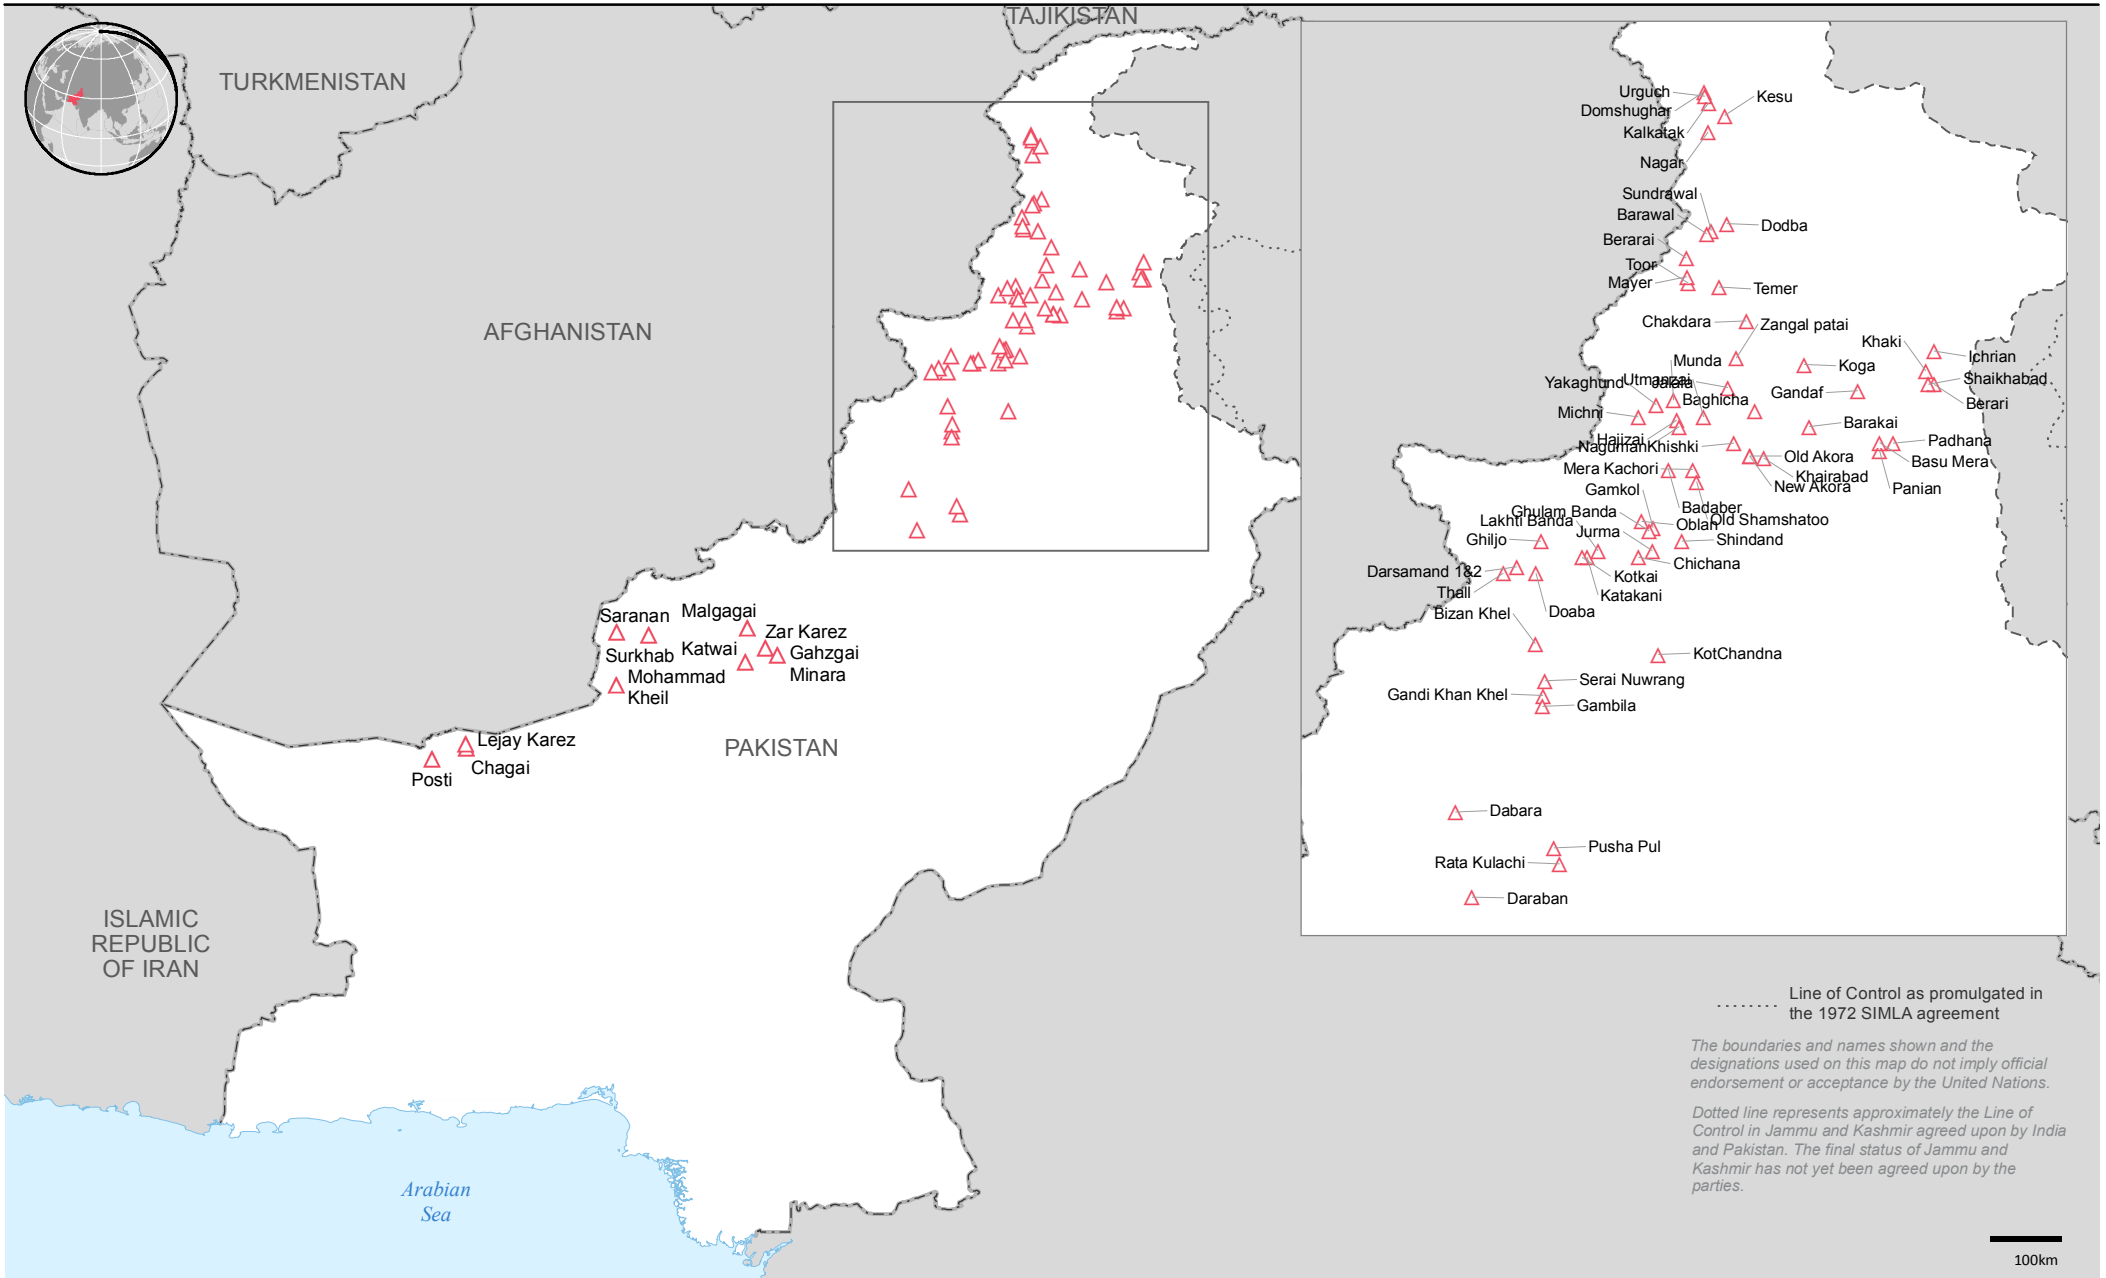 TAJIKISTAN
TURKMENISTAN
AFGHANISTAN
PAKISTAN
ISLAMIC
REPUBLIC
OF IRAN
Arabian
Sea
Saranan
Malgagai
Surkhab
Katwai
Zar Karez
Gahzgai
Minara
Mohammad
Kheil
Lejay Karez
Chagai
Posti
Urguch
Kesu
Domshughar
Kalkatak
Nagar
Sundrawal
Barawal
Dodba
Berarai
Toor
Mayer
Temer
Chakdara
Zangal patai
Khaki
Ichrian
Munda
Koga
Shaikhabad
Yakaghund
Utmanzai
Jalala
Gandaf
Berari
Baghicha
Michni
Barakai
Hajizai
Naguman
Khishki
Padhana
Old Akora
Basu Mera
Mera Kachori
Khairabad
New Akora
Panian
Gamkol
Badaber
Ghulam Banda
Old Shamshatoo
Lakhti Banda
Oblan
Jurma
Ghiljo
Shindand
Chichana
Darsamand 1&2
Kotkai
Thall
Katakani
Bizan Khel
Doaba
KotChandna
Serai Nuwrang
Gandi Khan Khel
Gambila
Dabara
Pusha Pul
Rata Kulachi
Daraban
Line of Control as promulgated in
the 1972 SIMLA agreement
The boundaries and names shown and the
designations used on this map do not imply official
endorsement or acceptance by the United Nations.
Dotted line represents approximately the Line of
Control in Jammu and Kashmir agreed upon by India
and Pakistan. The final status of Jammu and
Kashmir has not yet been agreed upon by the
parties.
100km